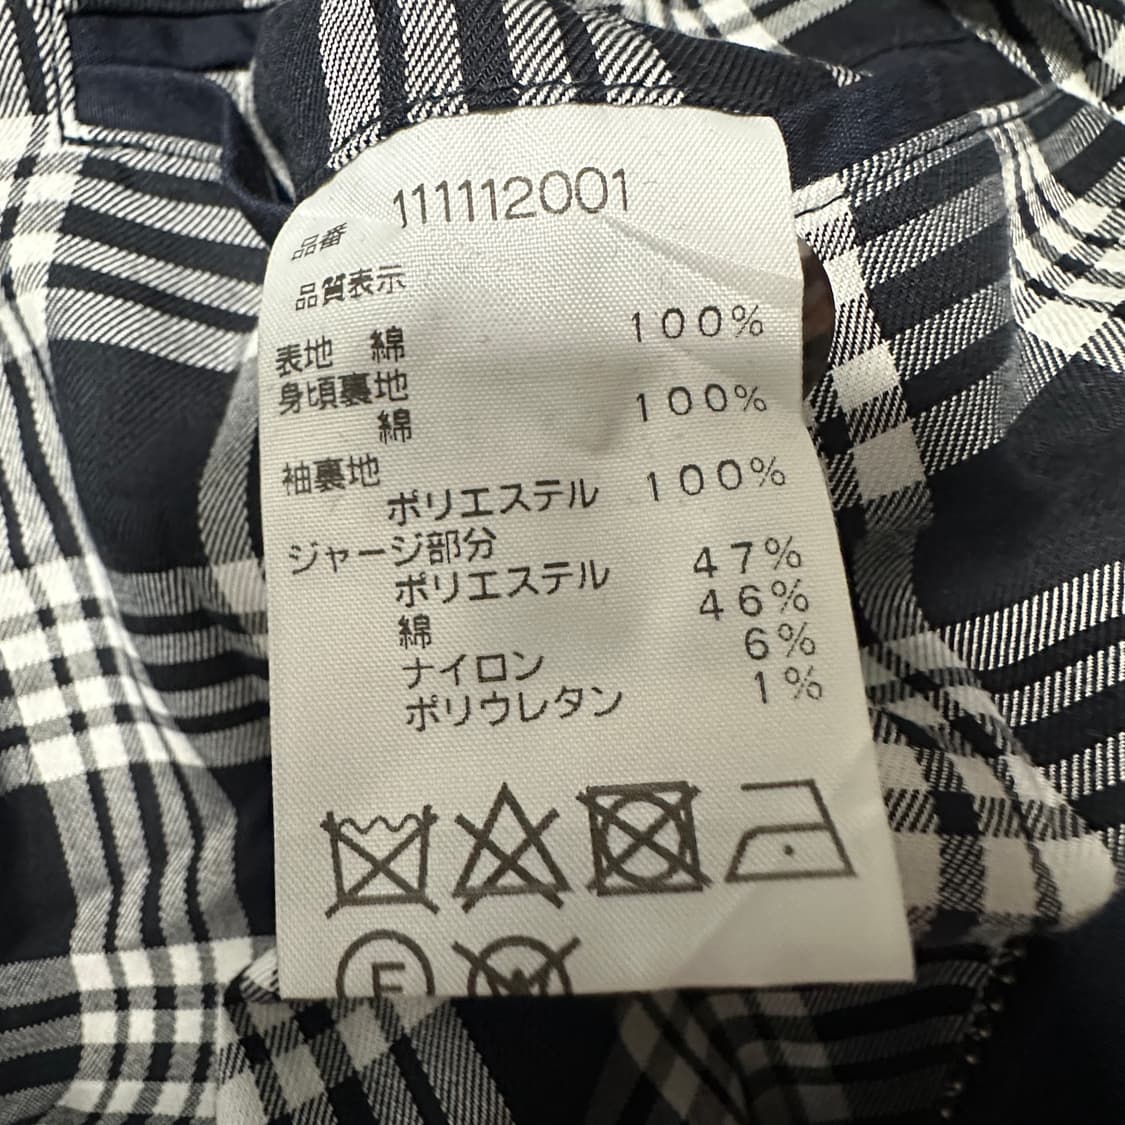 品番 111112001
品質表示
表地 綿 100%
身頃裏地
綿 100%
袖裏地
ポリエステル 100%
ジャージ部分
ポリエステル 47%
綿 46%
ナイロン 6%
ポリウレタン 1%
F W